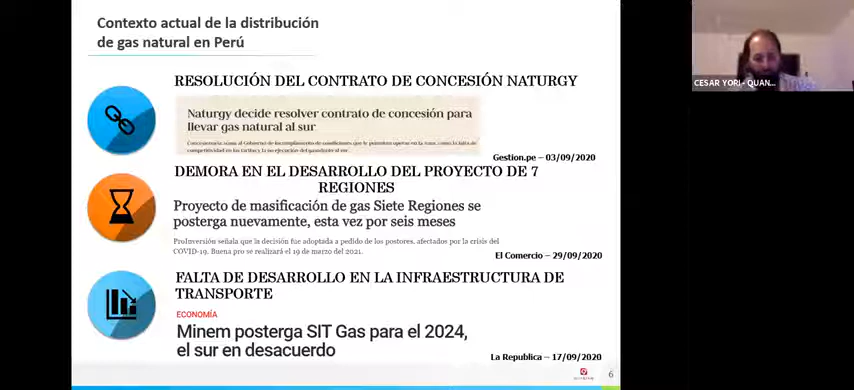 Contexto actual de la distribución
de gas natural en Perú
RESOLUCIÓN DEL CONTRATO DE CONCESIÓN NATURGY
Naturgy decide resolver contrato de concesión para
llevar gas natural al sur
Gestion.pe – 03/09/2020
DEMORA EN EL DESARROLLO DEL PROYECTO DE 7
REGIONES
Proyecto de masificación de gas Siete Regiones se
posterga nuevamente, esta vez por seis meses
ProInversión señala que la decisión fue adoptada a pedido de los postores, afectados por la crisis del
COVID-19. Buena pro se realizará el 19 de marzo del 2021.
El Comercio – 29/09/2020
FALTA DE DESARROLLO EN LA INFRAESTRUCTURA DE
TRANSPORTE
ECONOMÍA
Minem posterga SIT Gas para el 2024,
el sur en desacuerdo
La Republica – 17/09/2020
6
CESAR YORI - QUAN...